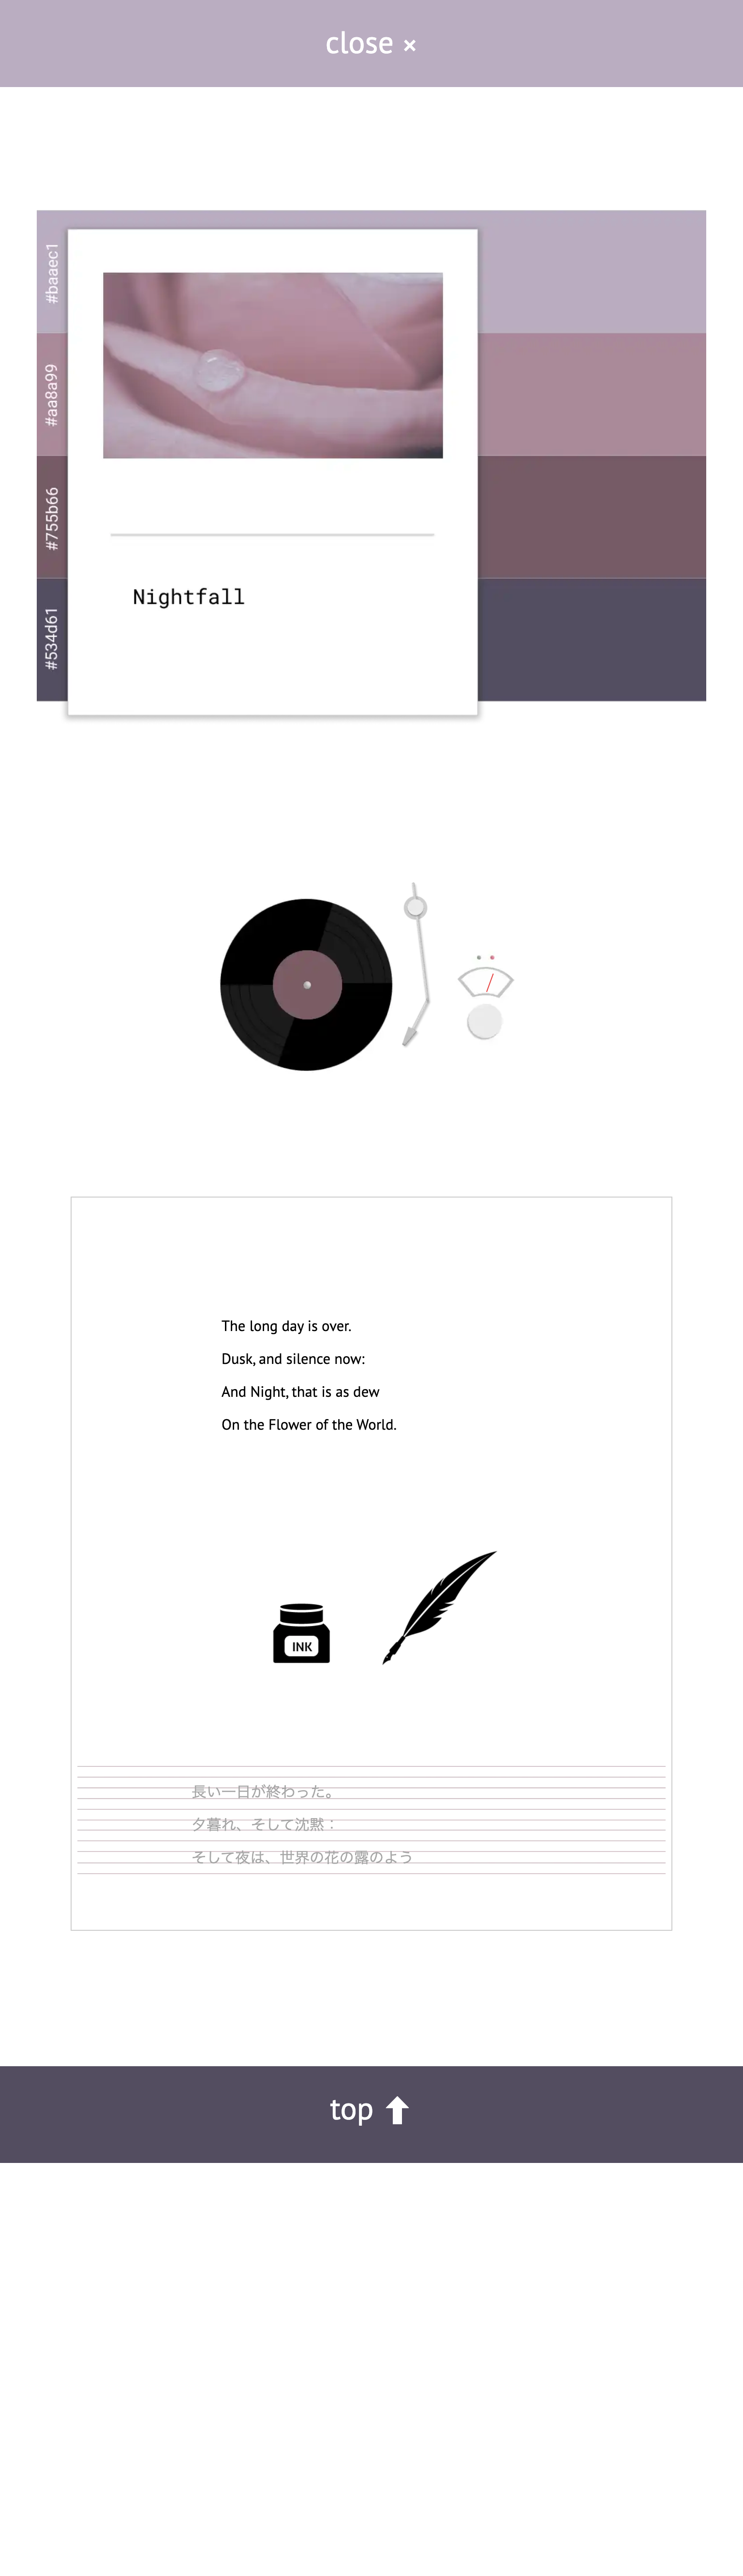 close ×
#baaec1
#aa8a99
#755b66
#534d61
Nightfall
The long day is over.
Dusk, and silence now:
And Night, that is as dew
On the Flower of the World.
INK
長い一日が終わった。
夕暮れ、そして沈黙：
そして夜は、世界の花の露のよう
top ⬆